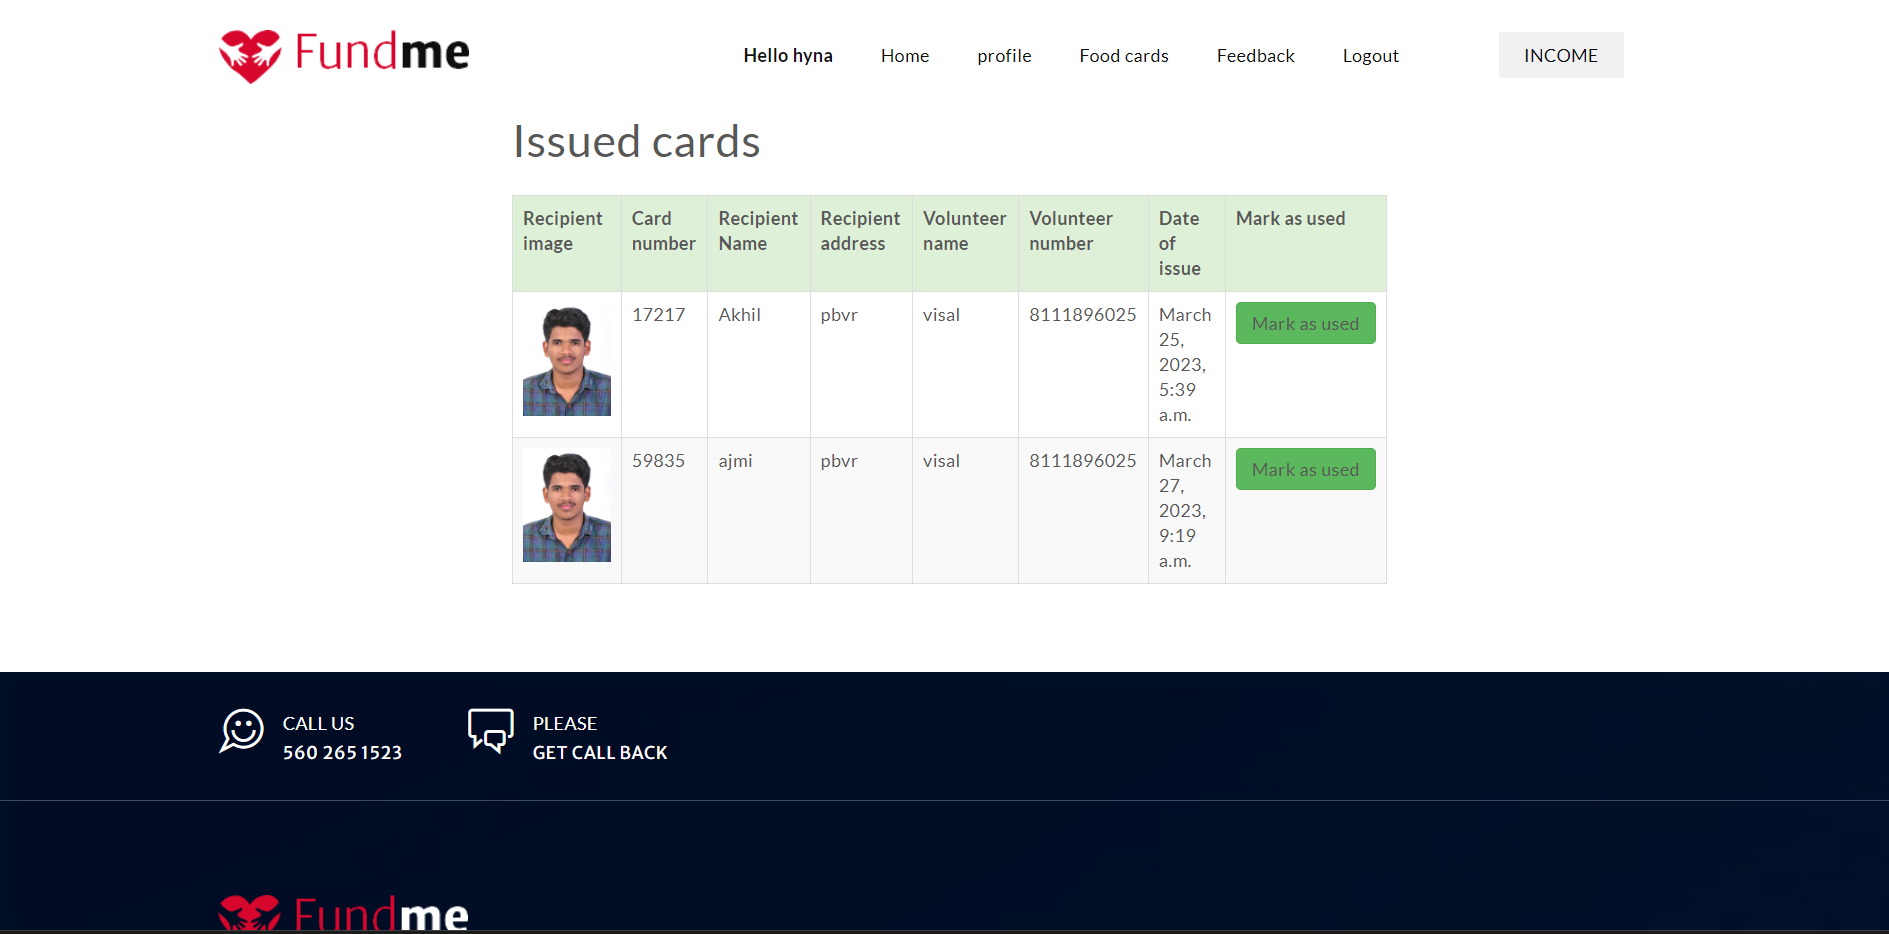 Fundme
Hello hyna Home profile Food cards Feedback Logout INCOME
Issued cards
Recipient image Card number Recipient Name Recipient address Volunteer name Volunteer number Date of issue Mark as used
17217 Akhil pbvr visal 8111896025 March 25, 2023, 5:39 a.m. Mark as used
59835 ajmi pbvr visal 8111896025 March 27, 2023, 9:19 a.m. Mark as used
CALL US
560 265 1523
PLEASE
GET CALL BACK
Fundme